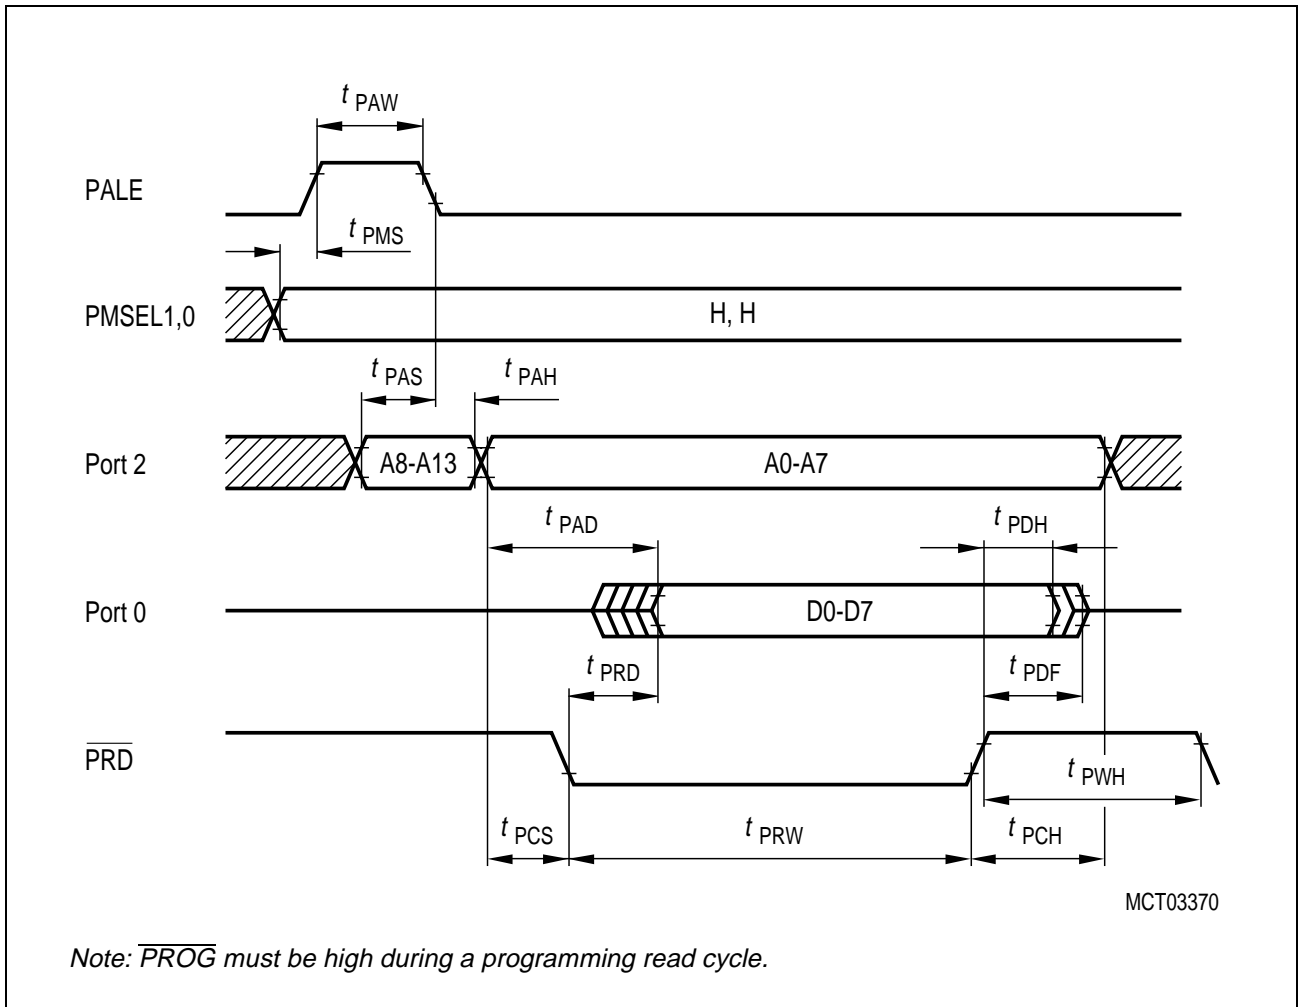 t PAW
PALE
t PMS
PMSEL1,0
H, H
t PAS
t PAH
Port 2
A8-A13
A0-A7
t PAD
t PDH
Port 0
D0-D7
t PRD
t PDF
PRD
t PWH
t PCS
t PRW
t PCH
MCT03370
Note: PROG must be high during a programming read cycle.